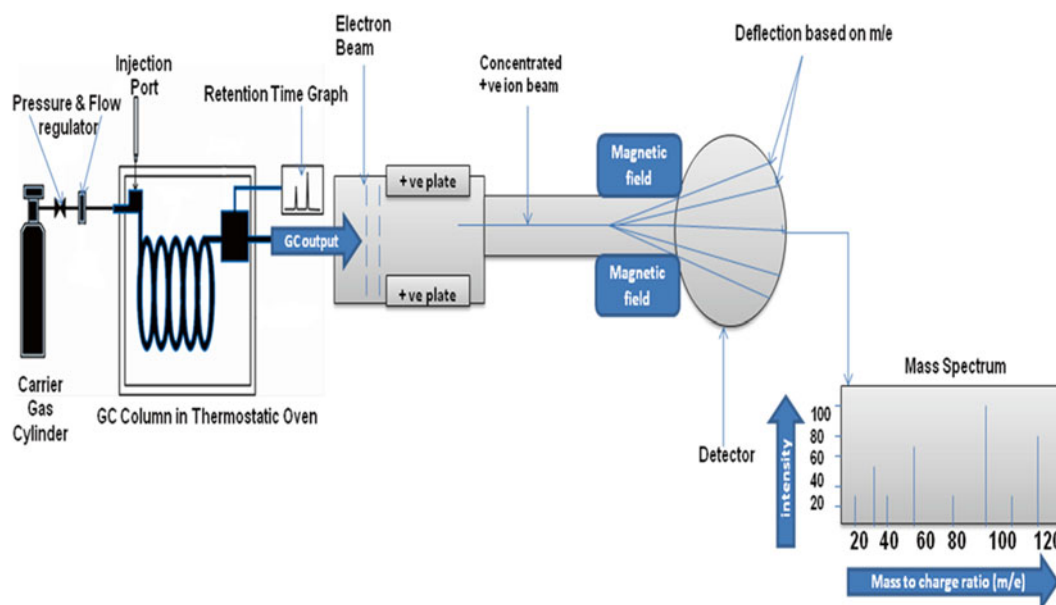 Electron
Beam
Deflection based on m/e
Injection
Port
Concentrated
+ve ion beam
Pressure & Flow
regulator
Retention Time Graph
Magnetic
field
+ve plate
GC output
+ve plate
Magnetic
field
Carrier
Gas
Cylinder
GC Column in Thermostatic Oven
Detector
Mass Spectrum
intensity
100
80
60
40
20
20 40 60 80 100 120
Mass to charge ratio (m/e)